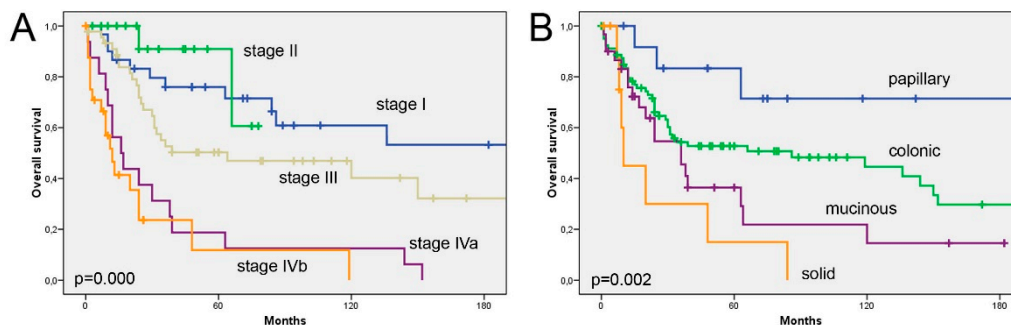 A
1,0
0,8
0,6
0,4
0,2
0,0
Overall survival
stage II
stage I
stage III
stage IVa
stage IVb
p=0.000
0
60
120
180
Months
B
1,0
0,8
0,6
0,4
0,2
0,0
Overall survival
papillary
colonic
mucinous
solid
p=0.002
0
60
120
180
Months